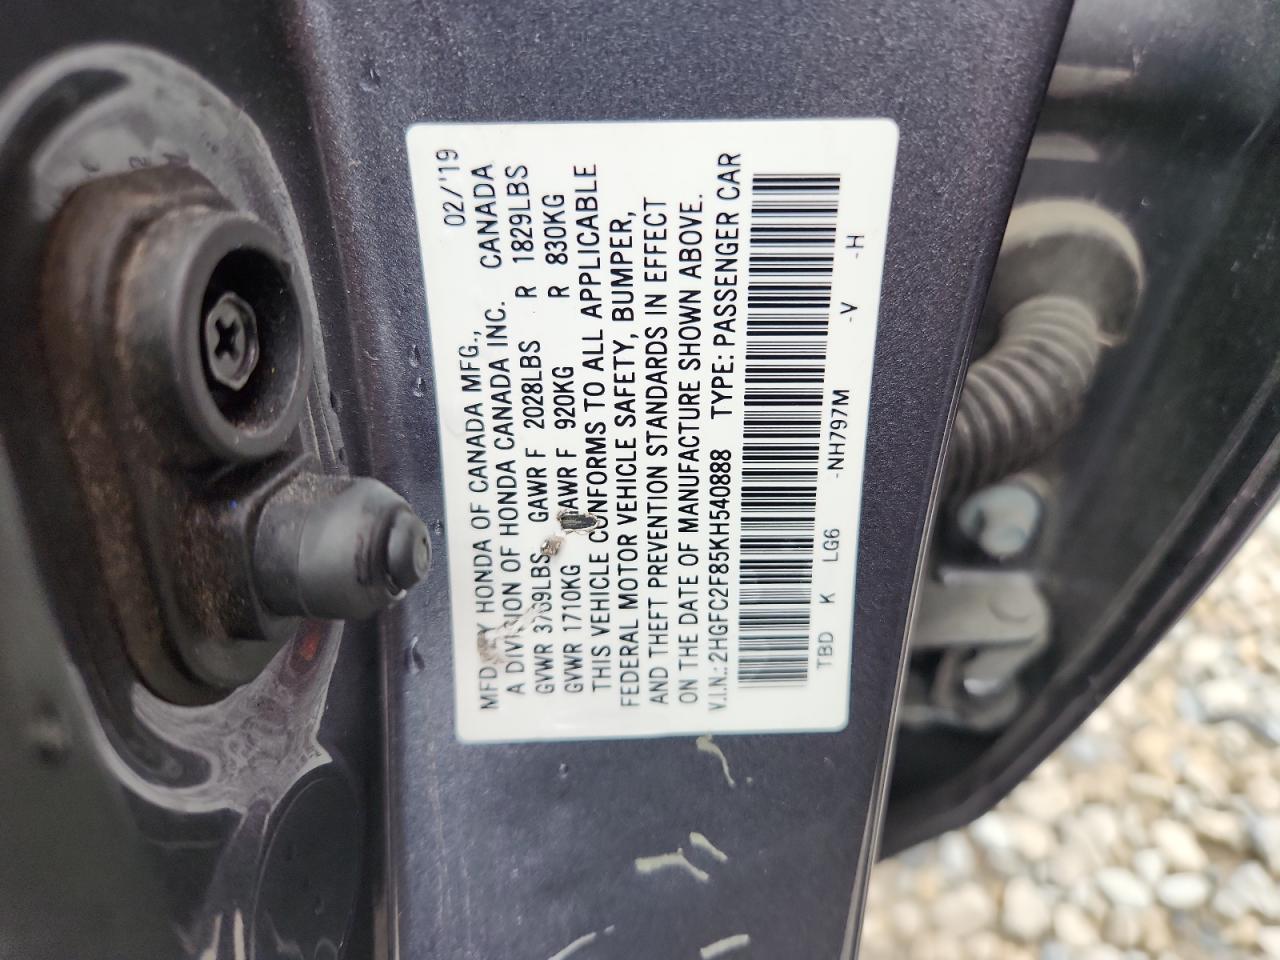 02/'19
MFD. BY HONDA OF CANADA MFG., CANADA
A DIVISION OF HONDA CANADA INC.
GVWR 3769LBS GAWR F 2028LBS R 1829LBS
GVWR 1710KG GAWR F 920KG R 830KG
THIS VEHICLE CONFORMS TO ALL APPLICABLE
FEDERAL MOTOR VEHICLE SAFETY, BUMPER,
AND THEFT PREVENTION STANDARDS IN EFFECT
ON THE DATE OF MANUFACTURE SHOWN ABOVE.
V.I.N.: 2HGFC2F85KH540888 TYPE: PASSENGER CAR
TBD K LG6 -NH797M -V -H